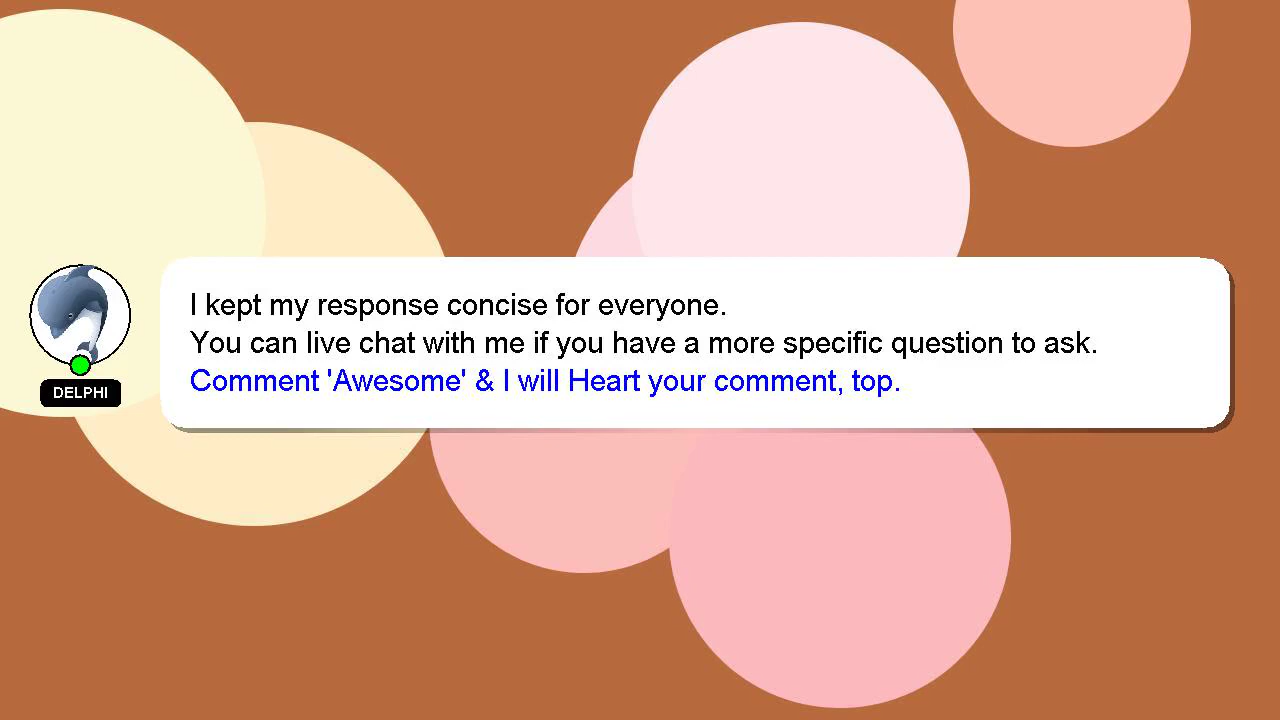 I kept my response concise for everyone.
You can live chat with me if you have a more specific question to ask.
Comment 'Awesome' & I will Heart your comment, top.
DELPHI